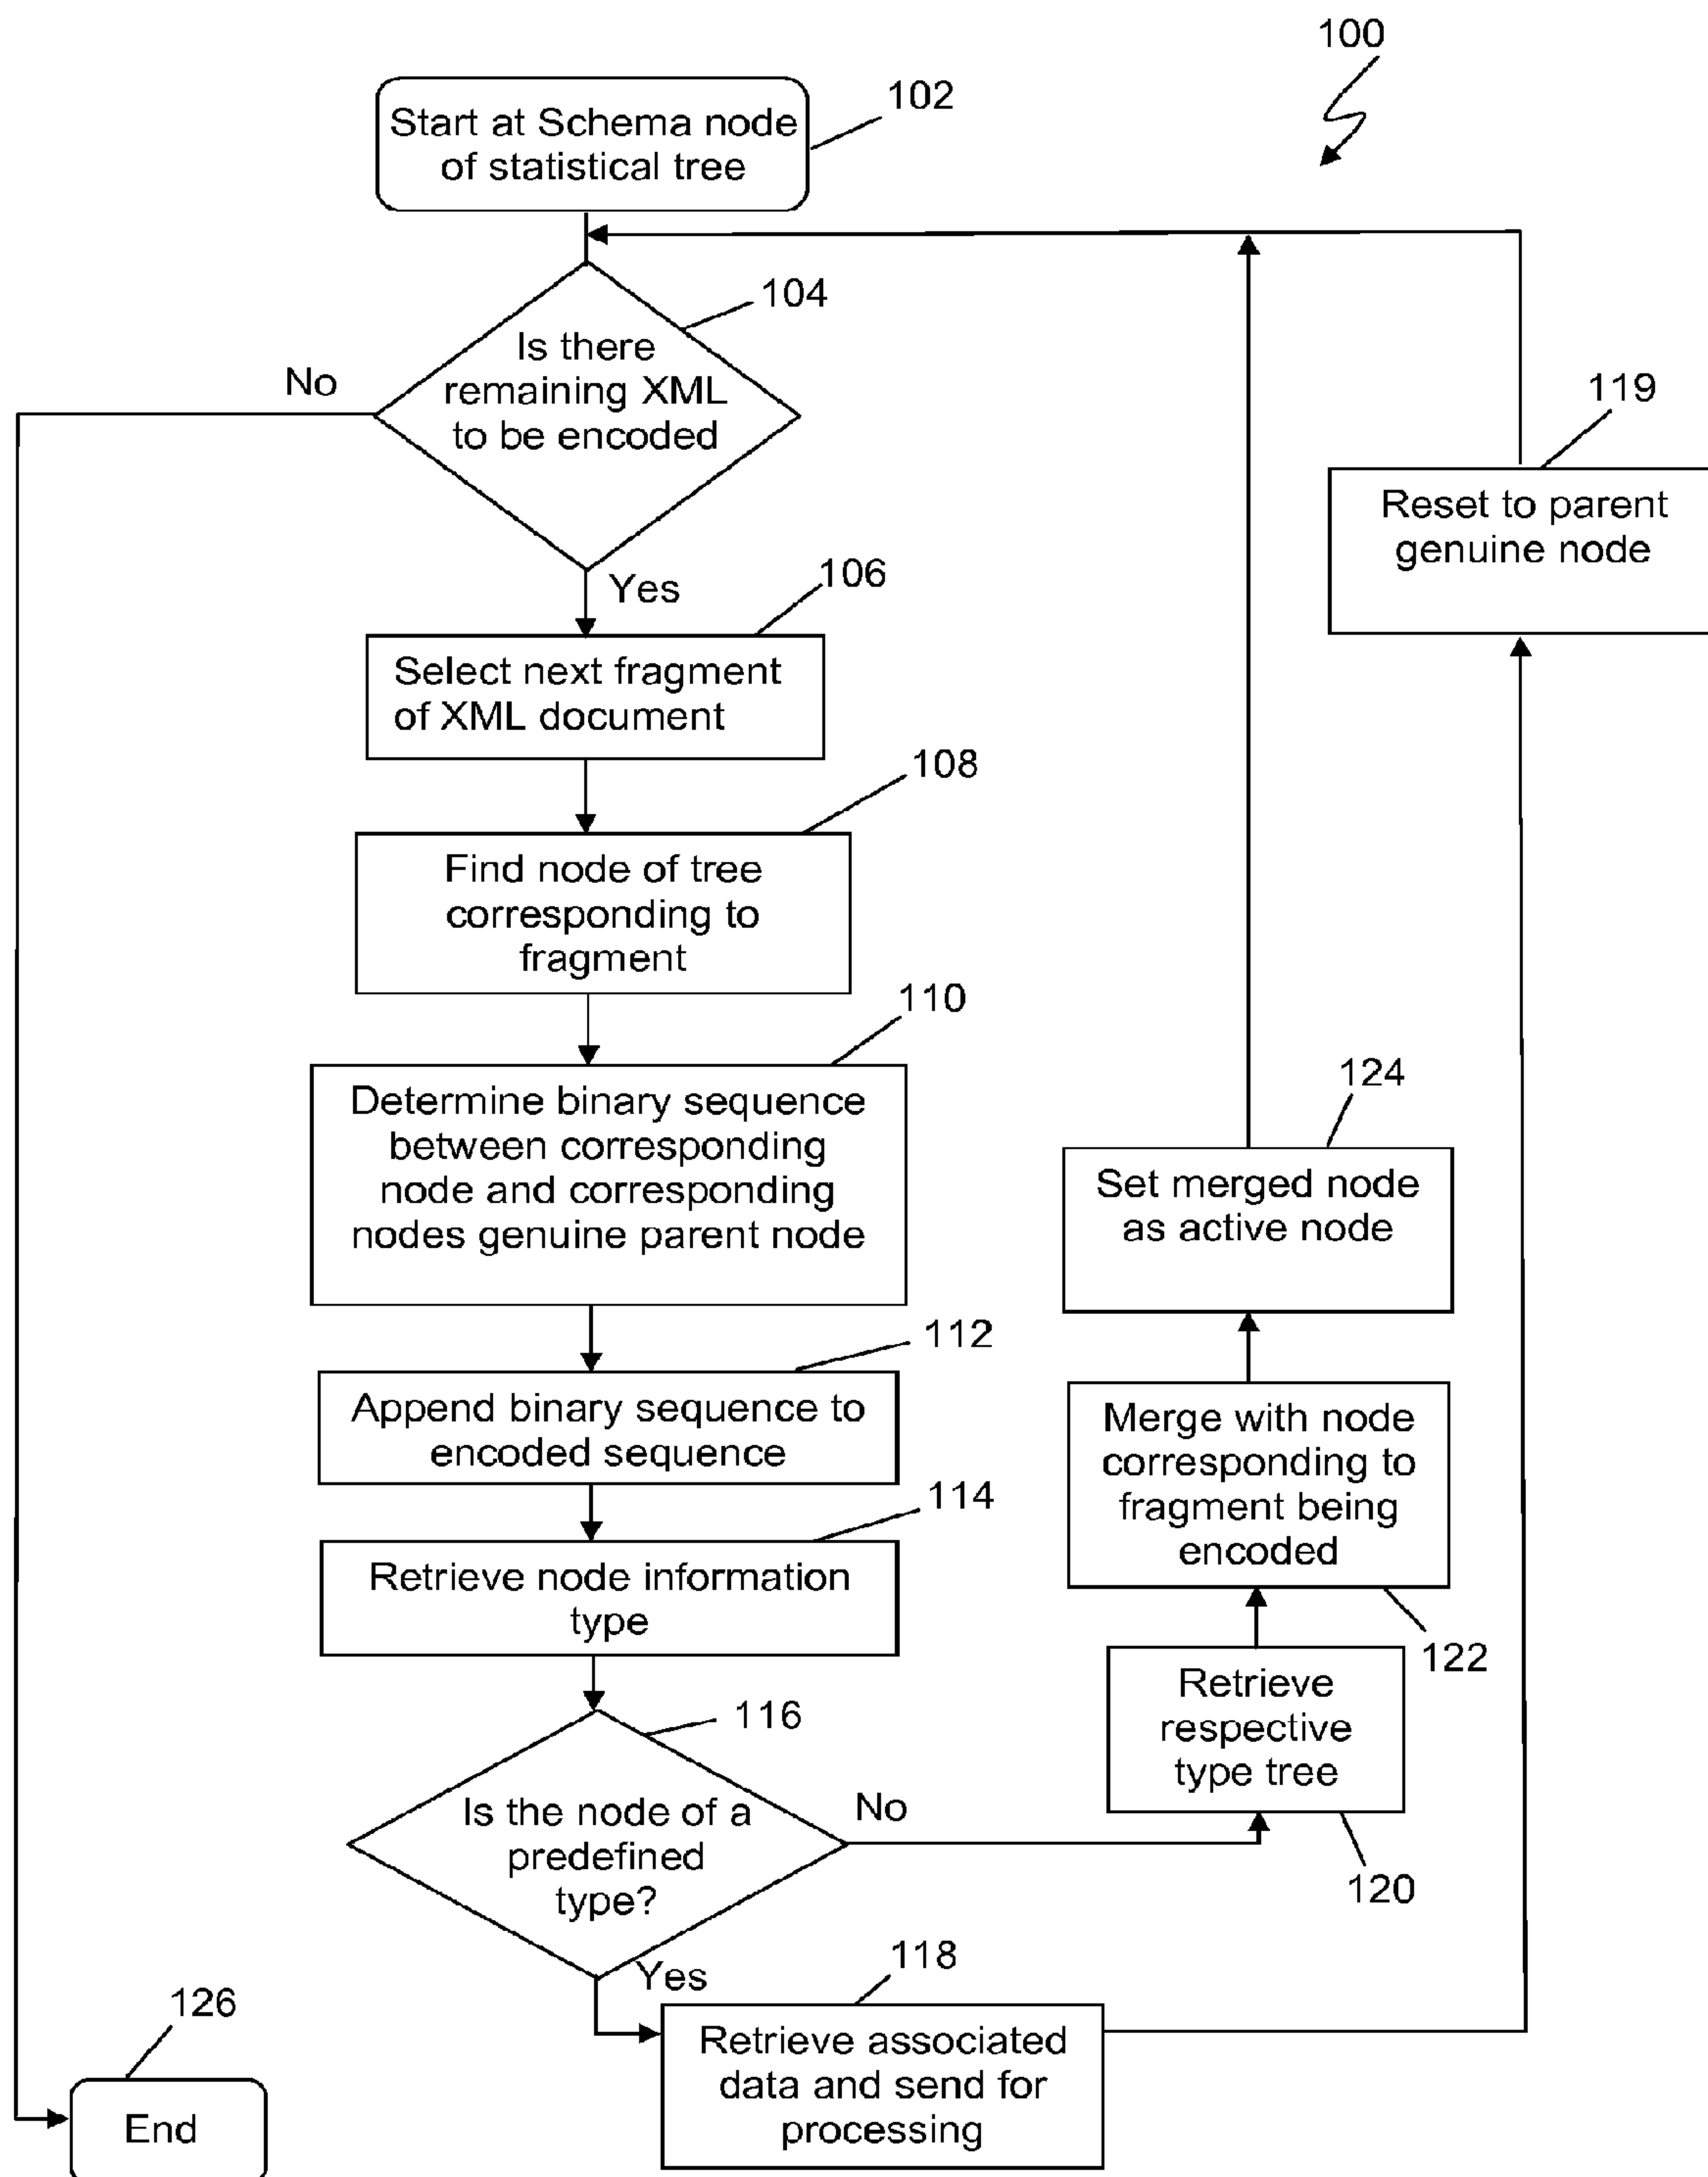 100
Start at Schema node
of statistical tree
102
104
Is there
remaining XML
to be encoded
No
Yes
106
Select next fragment
of XML document
108
Find node of tree
corresponding to
fragment
110
Determine binary sequence
between corresponding
node and corresponding
nodes genuine parent node
112
Append binary sequence to
encoded sequence
114
Retrieve node information
type
116
Is the node of a
predefined
type?
No
Yes
118
Retrieve associated
data and send for
processing
119
Reset to parent
genuine node
124
Set merged node
as active node
Merge with node
corresponding to
fragment being
encoded
122
Retrieve
respective
type tree
120
126
End